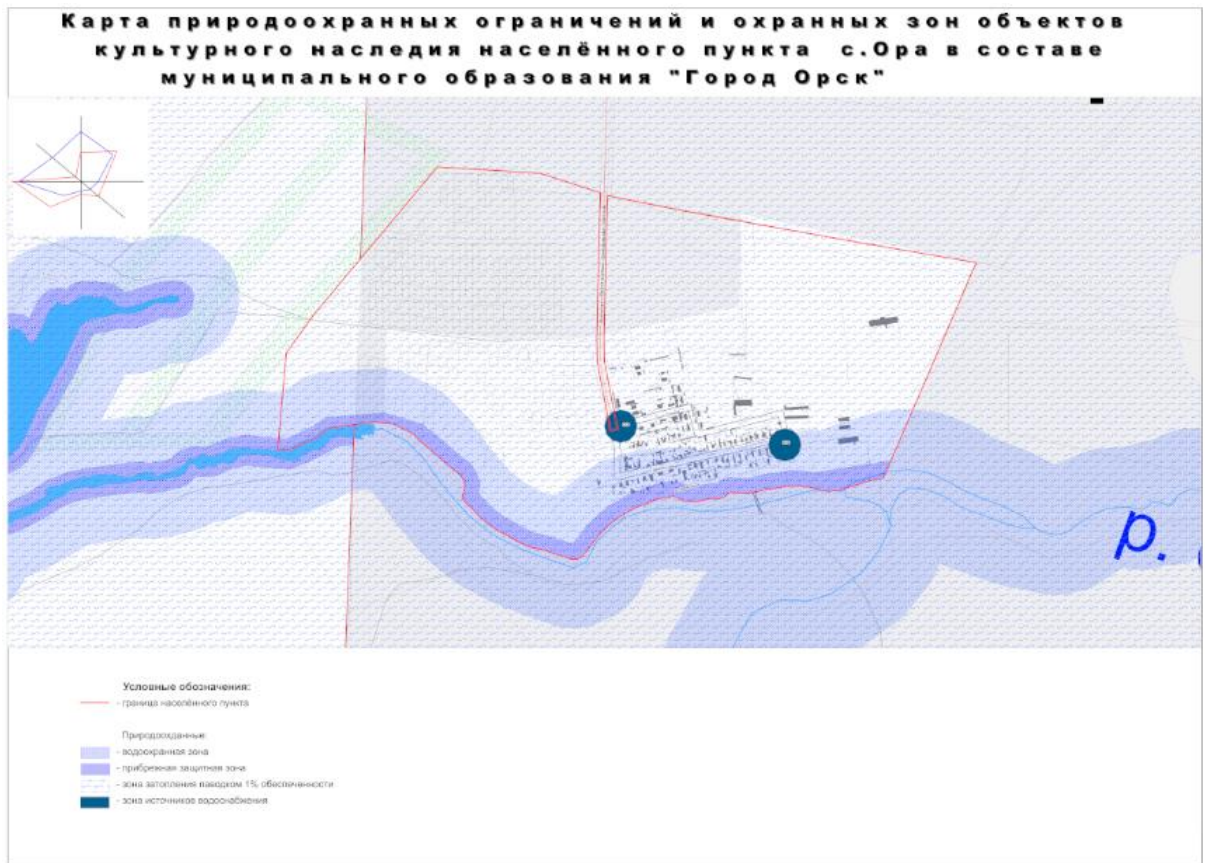 Карта природоохранных ограничений и охранных зон объектов
культурного наследия населённого пункта с.Ора в составе
муниципального образования "Город Орск"
р.
Условные обозначения:
- граница населённого пункта
Природоохданные:
- водоохранная зона
- прибрежная защитная зона
- зона затопления паводком 1% обеспеченности
- зона источников водоснабжения